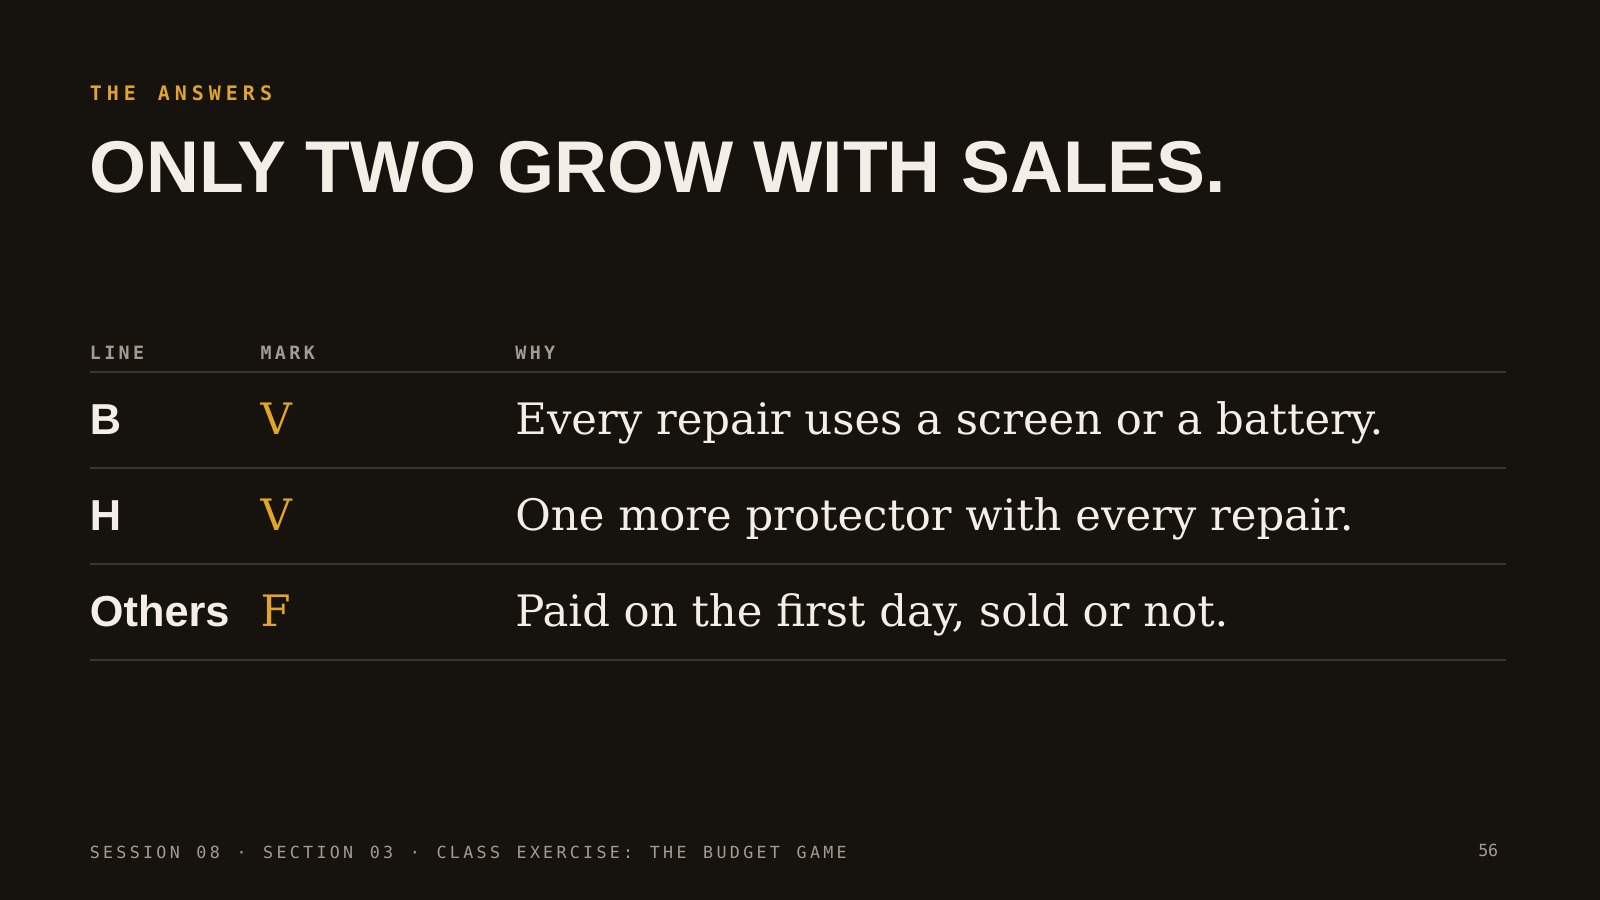 THE ANSWERS
ONLY TWO GROW WITH SALES.
LINE MARK WHY
B V Every repair uses a screen or a battery.
H V One more protector with every repair.
Others F Paid on the first day, sold or not.
SESSION 08 · SECTION 03 · CLASS EXERCISE: THE BUDGET GAME 56